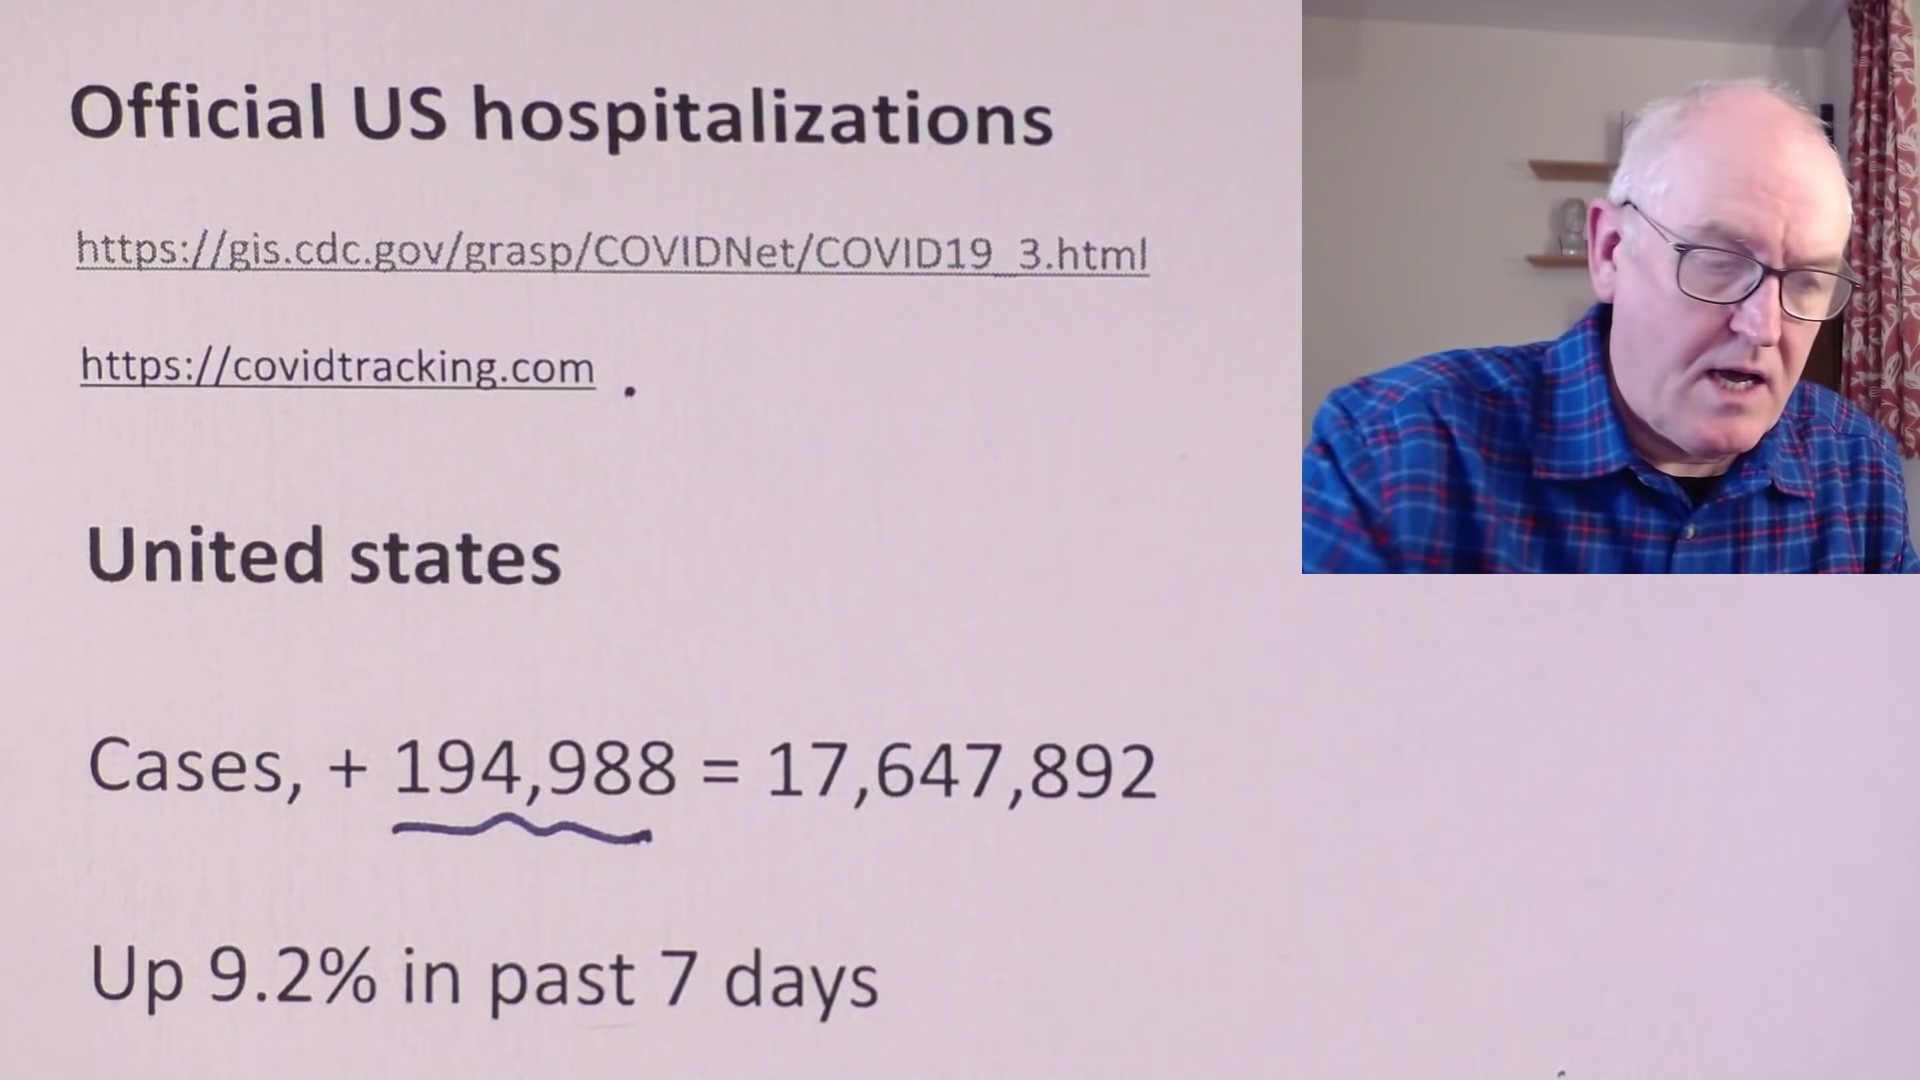 Official US hospitalizations
https://gis.cdc.gov/grasp/COVIDNet/COVID19_3.html
https://covidtracking.com .
United states
Cases, + 194,988 = 17,647,892
Up 9.2% in past 7 days